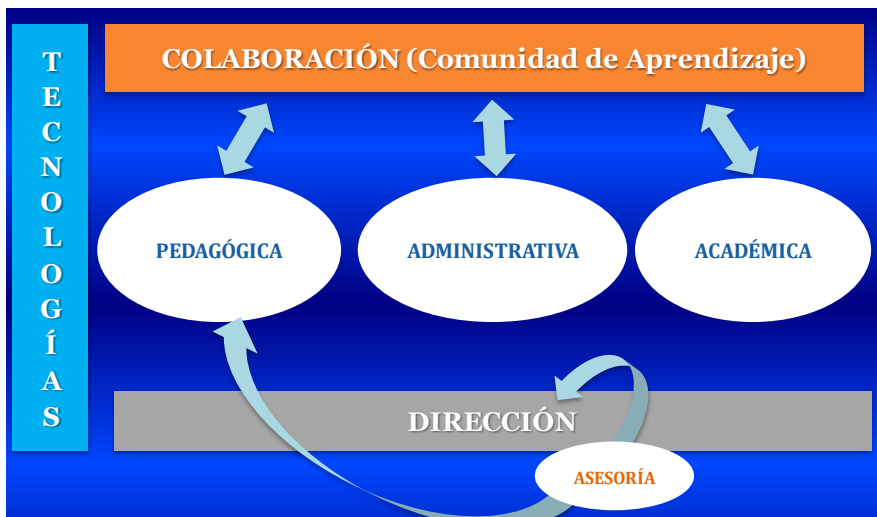 TECNOLOGÍAS
COLABORACIÓN (Comunidad de Aprendizaje)
PEDAGÓGICA
ADMINISTRATIVA
ACADÉMICA
DIRECCIÓN
ASESORÍA